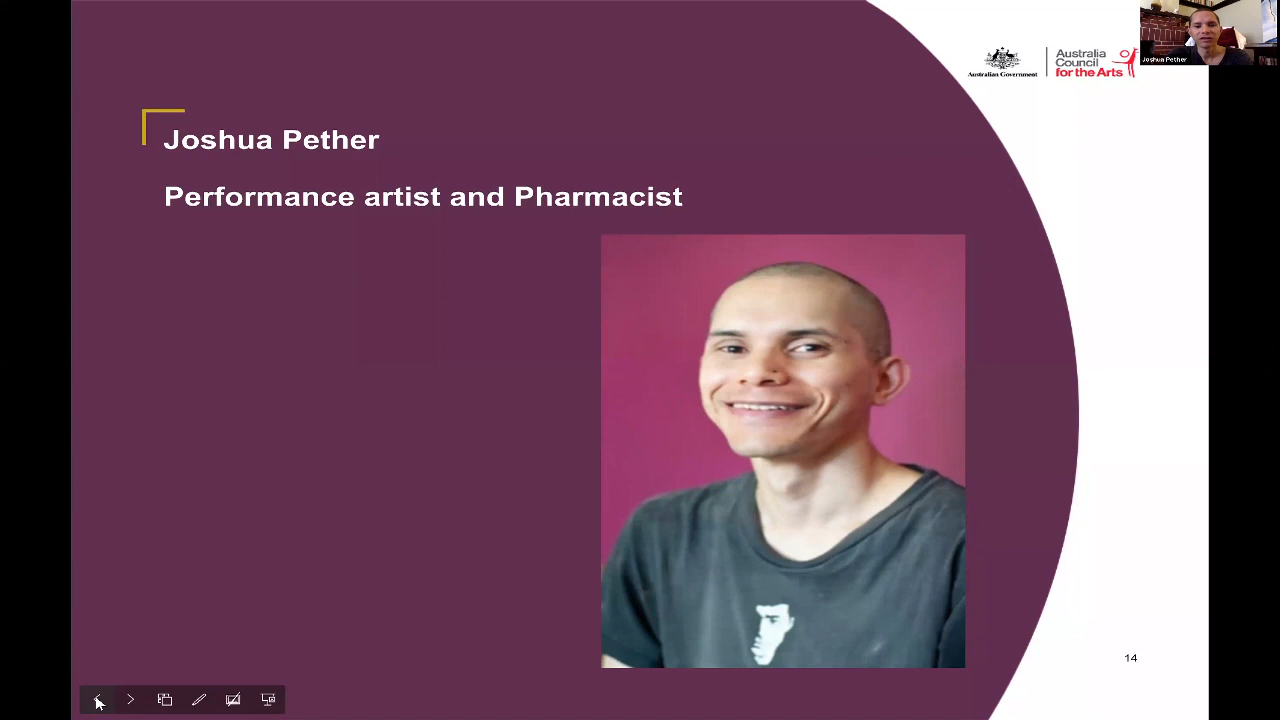 Joshua Pether
Performance artist and Pharmacist
Australian Government
Australia
Council
for the Arts
Joshua Pether
14